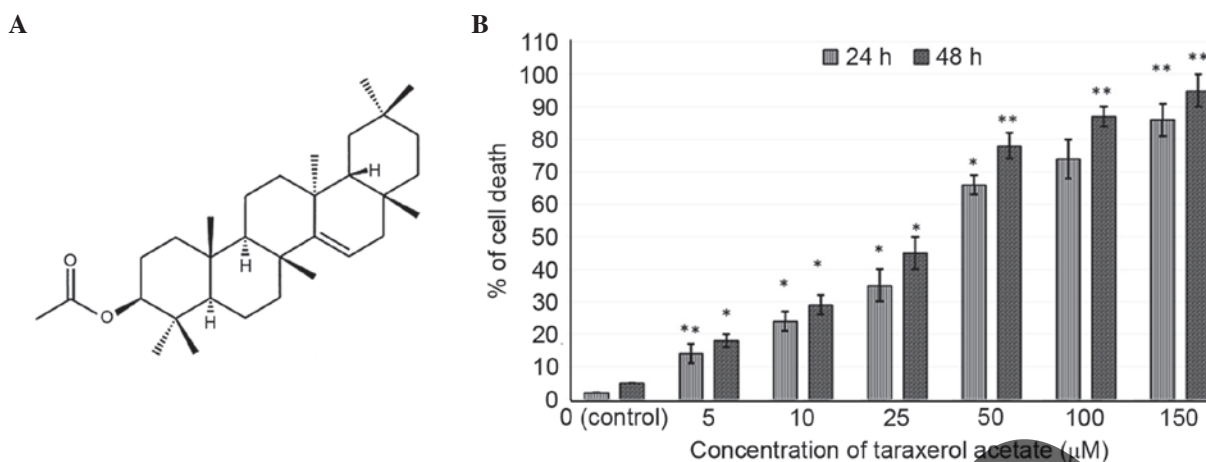 A
B
O
O
H
H
H
110
100
90
80
70
60
50
40
30
20
10
0
% of cell death
24 h 48 h
** * * * * * * ** ** ** **
0 (control) 5 10 25 50 100 150
Concentration of taraxerol acetate (μM)